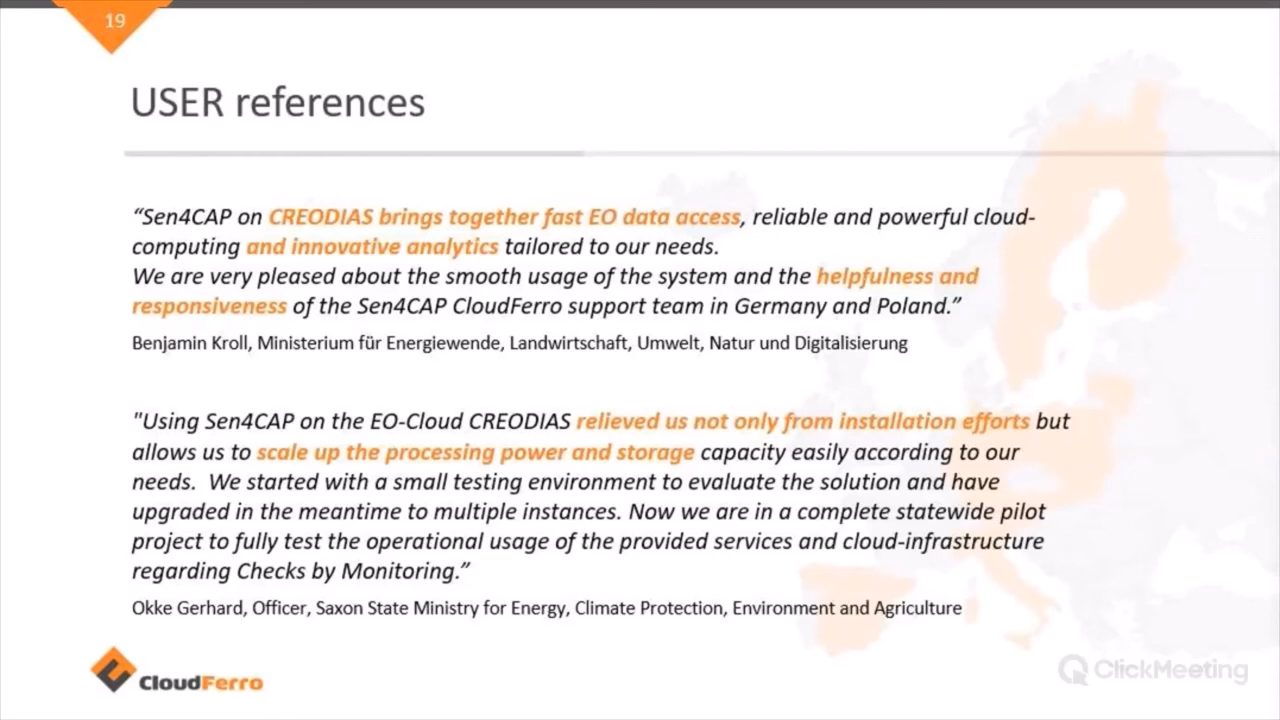 19
USER references
“Sen4CAP on CREODIAS brings together fast EO data access, reliable and powerful cloud-
computing and innovative analytics tailored to our needs.
We are very pleased about the smooth usage of the system and the helpfulness and
responsiveness of the Sen4CAP CloudFerro support team in Germany and Poland.”
Benjamin Kroll, Ministerium für Energiewende, Landwirtschaft, Umwelt, Natur und Digitalisierung
"Using Sen4CAP on the EO-Cloud CREODIAS relieved us not only from installation efforts but
allows us to scale up the processing power and storage capacity easily according to our
needs.  We started with a small testing environment to evaluate the solution and have
upgraded in the meantime to multiple instances. Now we are in a complete statewide pilot
project to fully test the operational usage of the provided services and cloud-infrastructure
regarding Checks by Monitoring.”
Okke Gerhard, Officer, Saxon State Ministry for Energy, Climate Protection, Environment and Agriculture
CloudFerro
ClickMeeting